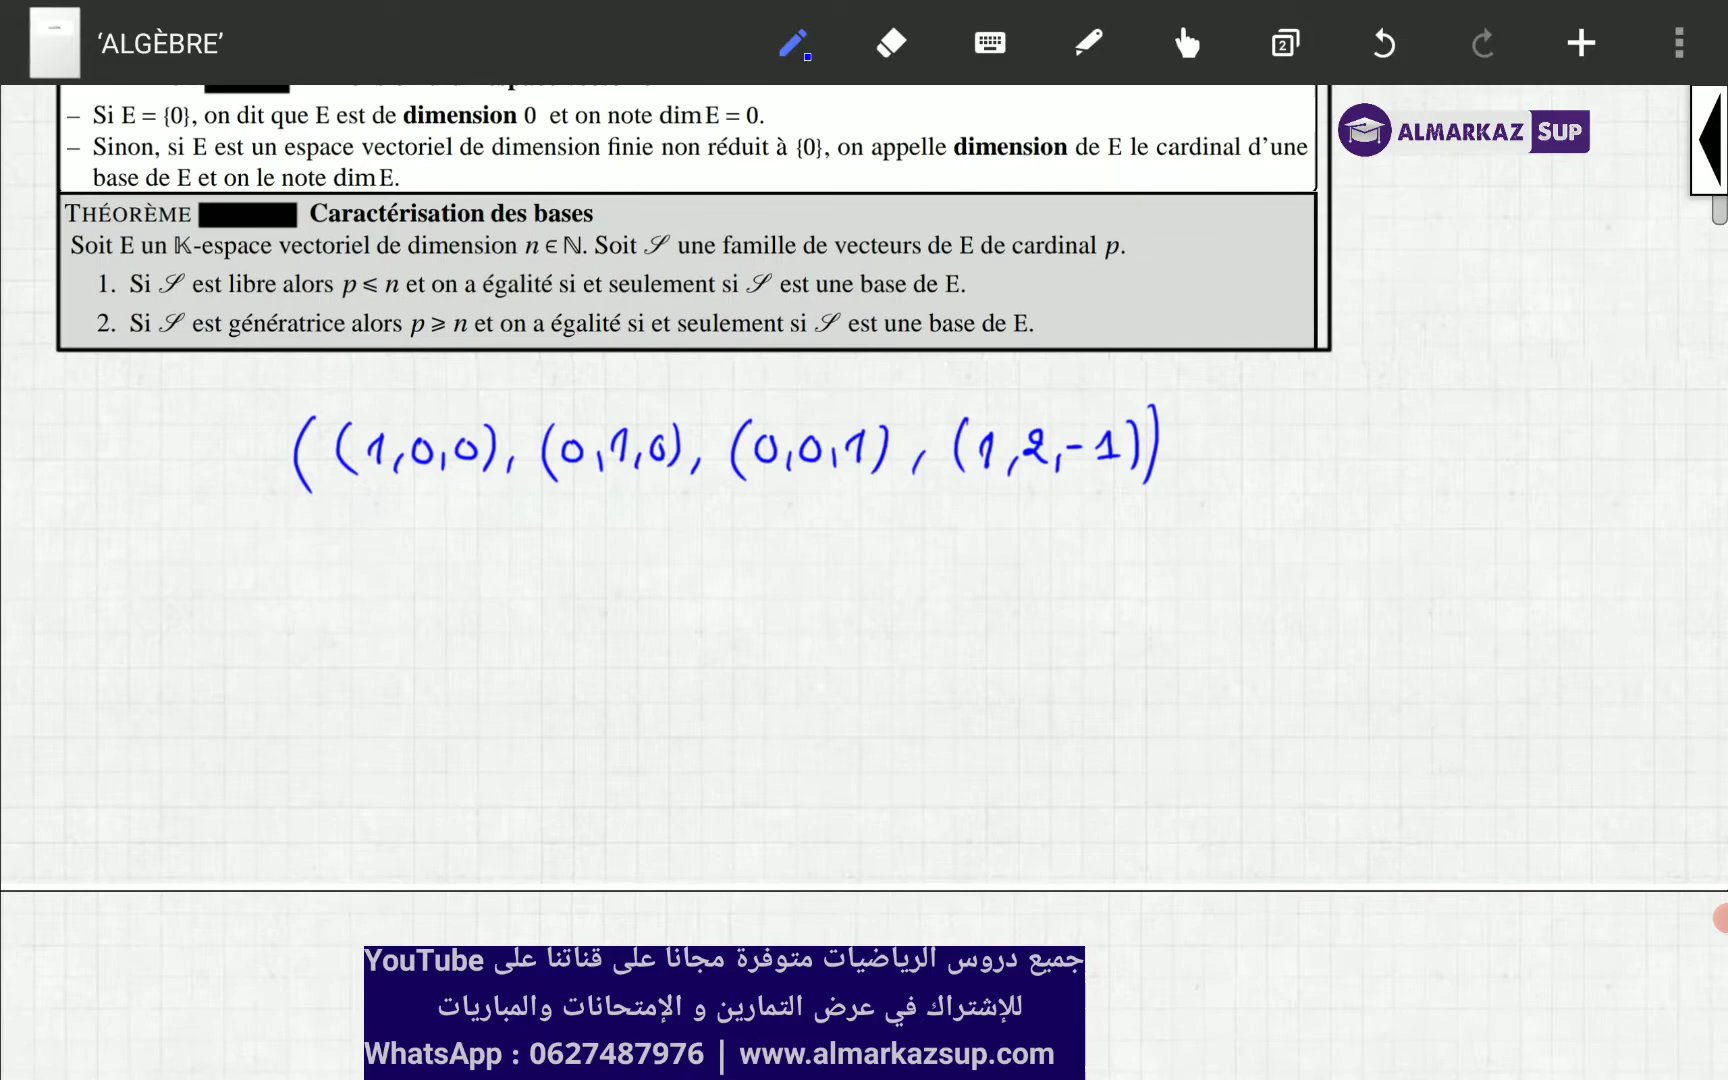 ‘ALGÈBRE’
2
– Si E = {0}, on dit que E est de dimension 0 et on note dim E = 0.
– Sinon, si E est un espace vectoriel de dimension finie non réduit à {0}, on appelle dimension de E le cardinal d’une
base de E et on le note dim E.
ALMARKAZ SUP
THÉORÈME Caractérisation des bases
Soit E un 𝕂-espace vectoriel de dimension n ∈ ℕ. Soit 𝒮 une famille de vecteurs de E de cardinal p.
1. Si 𝒮 est libre alors p ⩽ n et on a égalité si et seulement si 𝒮 est une base de E.
2. Si 𝒮 est génératrice alors p ⩾ n et on a égalité si et seulement si 𝒮 est une base de E.
((1,0,0), (0,1,0), (0,0,1), (1,2,-1))
جميع دروس الرياضيات متوفرة مجانا على قناتنا على YouTube
للإشتراك في عرض التمارين و الإمتحانات والمباريات
WhatsApp : 0627487976 | www.almarkazsup.com